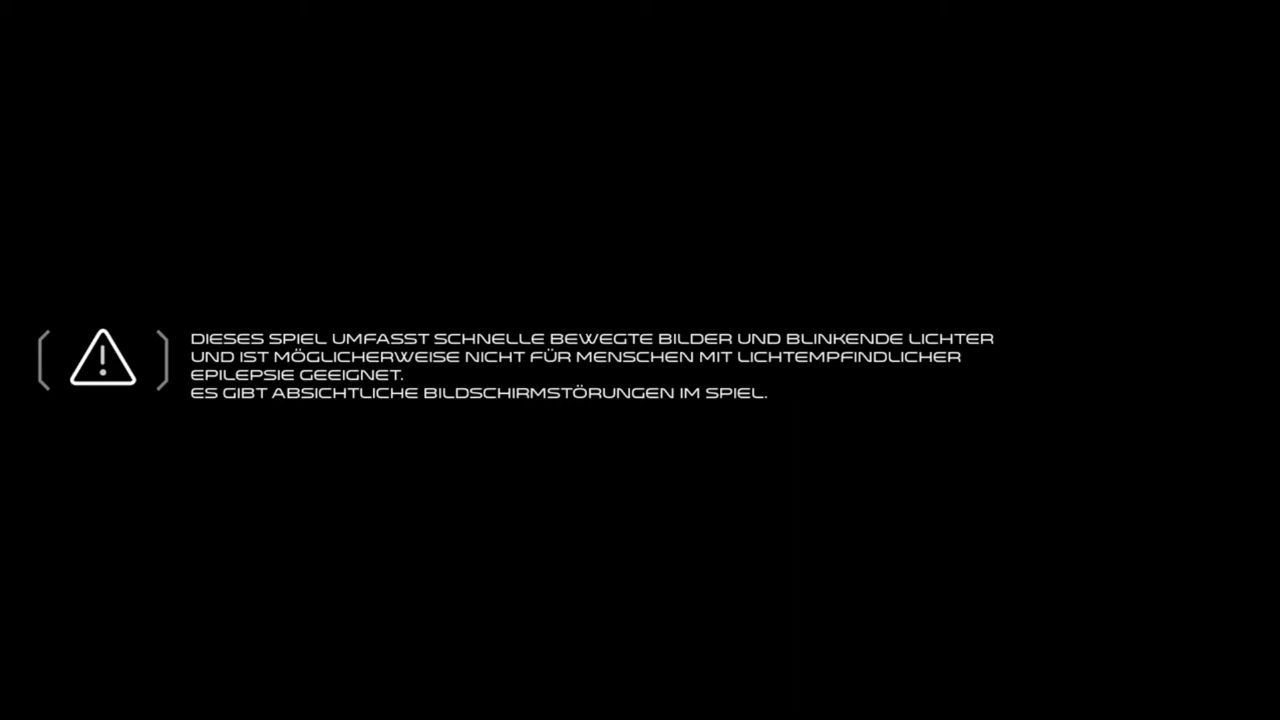 DIESES SPIEL UMFASST SCHNELLE BEWEGTE BILDER UND BLINKENDE LICHTER
UND IST MÖGLICHERWEISE NICHT FÜR MENSCHEN MIT LICHTEMPFINDLICHER
EPILEPSIE GEEIGNET.
ES GIBT ABSICHTLICHE BILDSCHIRMSTÖRUNGEN IM SPIEL.